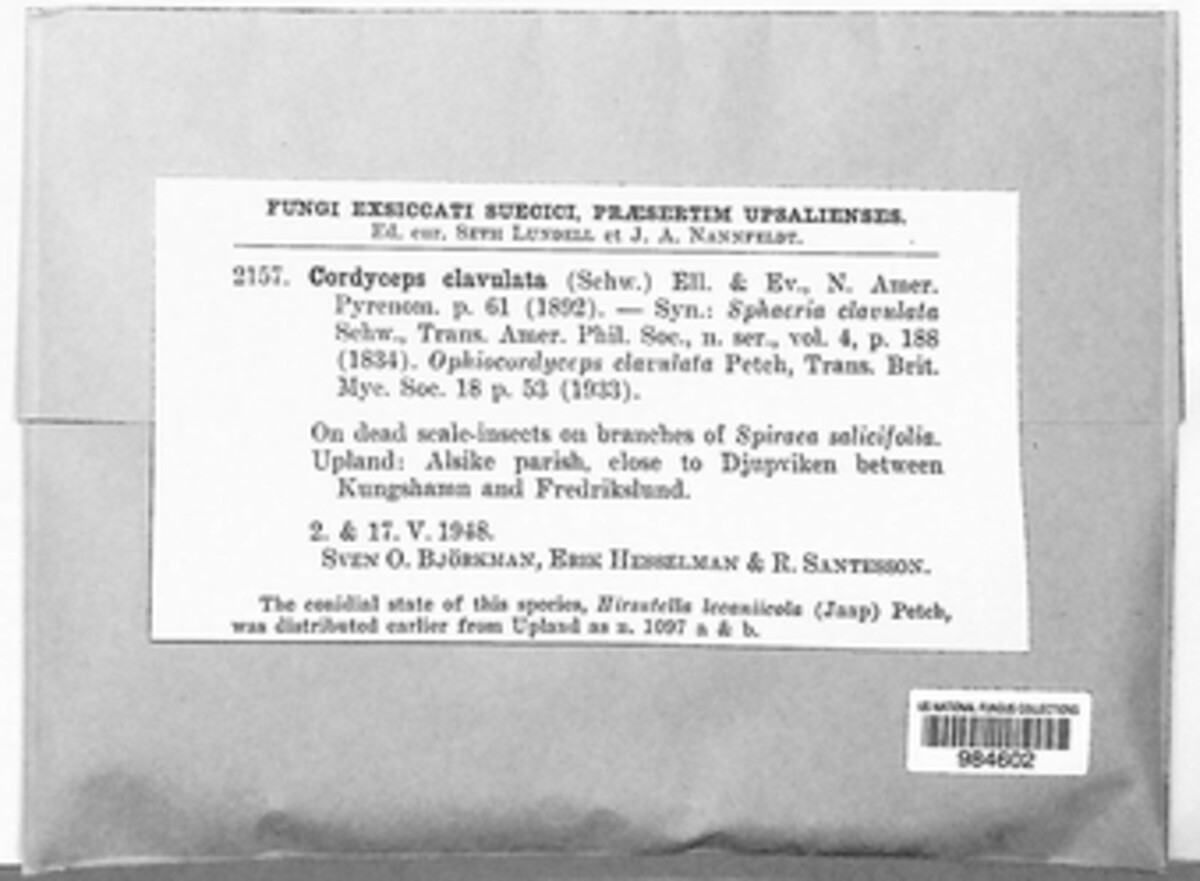 FUNGI EXSICCATI SUECICI, PRÆSERTIM UPSALIENSES.
Ed. cur. SETH LUNDELL et J. A. NANNFELDT.
2157. Cordyceps clavulata (Schw.) Ell. & Ev., N. Amer.
Pyrenom. p. 61 (1892). — Syn.: Sphaeria clavulata
Schw., Trans. Amer. Phil. Soc., n. ser., vol. 4, p. 188
(1834). Ophiocordyceps clavulata Petch, Trans. Brit.
Myc. Soc. 18 p. 53 (1933).
On dead scale-insects on branches of Spiraea salicifolia.
Upland: Alsike parish, close to Djupviken between
Kungshamn and Fredrikslund.
2. & 17. V. 1948.
SVEN O. BJÖRKMAN, ERIK HESSELMAN & R. SANTESSON.
The conidial state of this species, Hirsutella lecaniicola (Jaap) Petch,
was distributed earlier from Upland as n. 1097 a & b.
US NATIONAL FUNGUS COLLECTIONS
984602